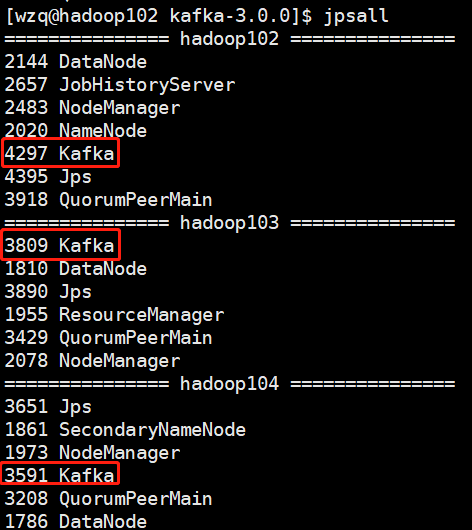 [wzq@hadoop102 kafka-3.0.0]$ jpsall
=============== hadoop102 ===============
2144 DataNode
2657 JobHistoryServer
2483 NodeManager
2020 NameNode
4297 Kafka
4395 Jps
3918 QuorumPeerMain
=============== hadoop103 ===============
3809 Kafka
1810 DataNode
3890 Jps
1955 ResourceManager
3429 QuorumPeerMain
2078 NodeManager
=============== hadoop104 ===============
3651 Jps
1861 SecondaryNameNode
1973 NodeManager
3591 Kafka
3208 QuorumPeerMain
1786 DataNode